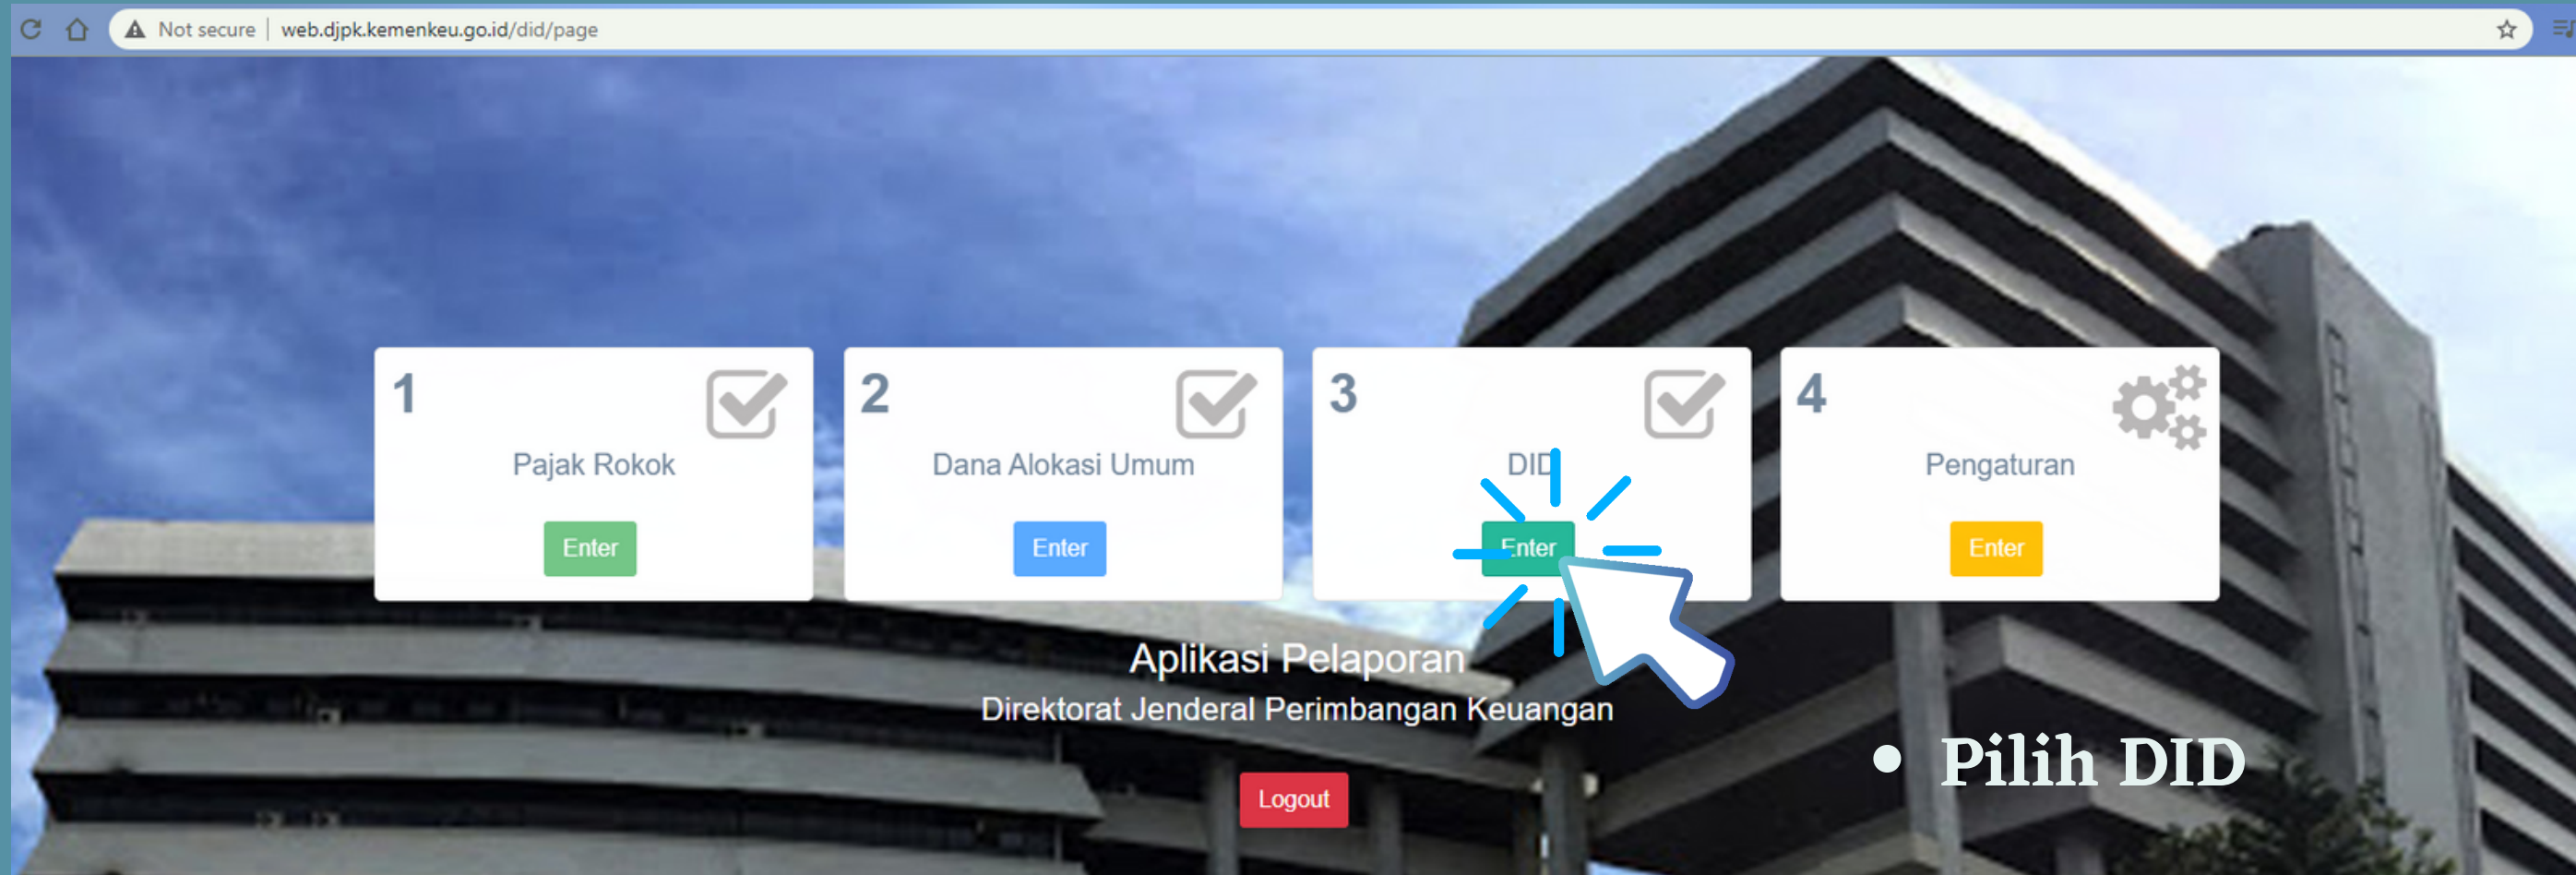 Not secure | web.djpk.kemenkeu.go.id/did/page
1
Pajak Rokok
Enter
2
Dana Alokasi Umum
Enter
3
DID
Enter
4
Pengaturan
Enter
Aplikasi Pelaporan
Direktorat Jenderal Perimbangan Keuangan
Logout
• Pilih DID